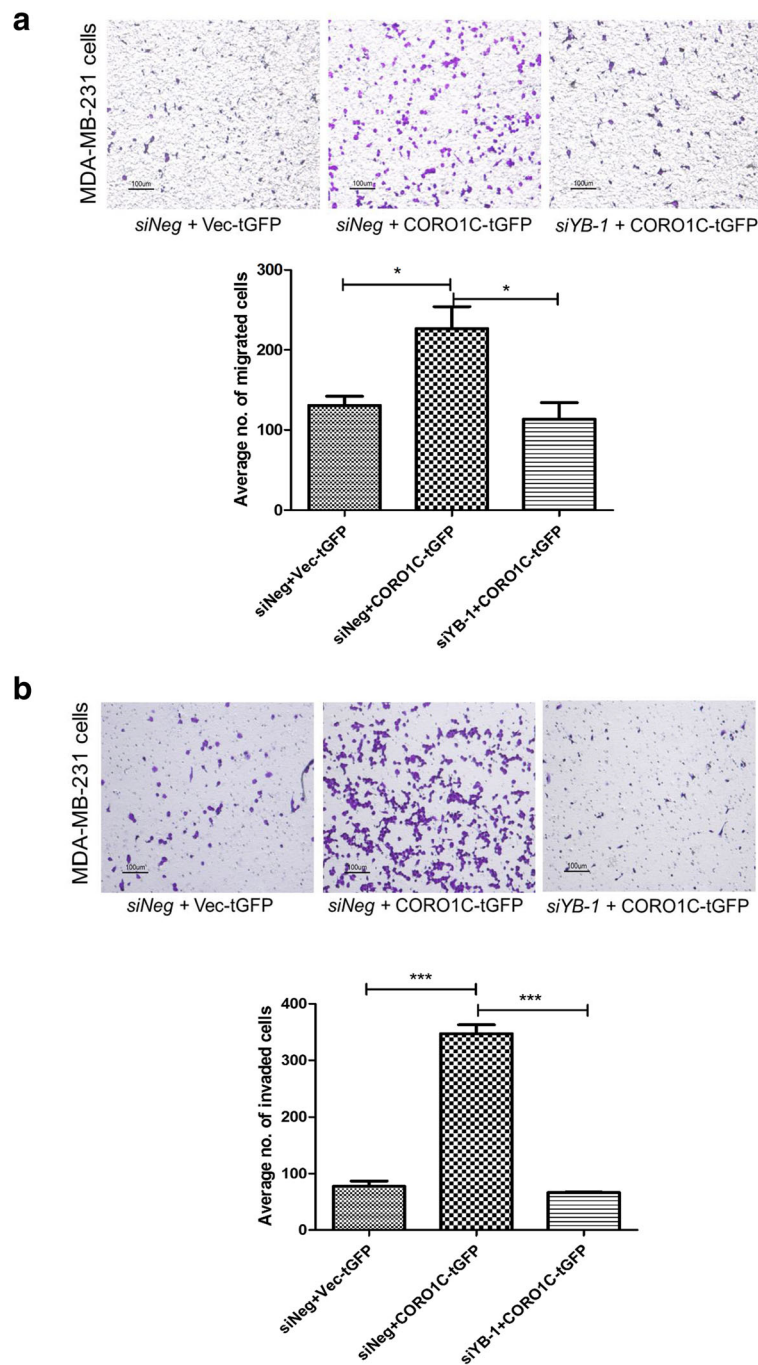 a
MDA-MB-231 cells
100um
100um
100um
siNeg + Vec-tGFP
siNeg + CORO1C-tGFP
siYB-1 + CORO1C-tGFP
Average no. of migrated cells
300
200
100
0
*
*
siNeg+Vec-tGFP
siNeg+CORO1C-tGFP
siYB-1+CORO1C-tGFP
b
MDA-MB-231 cells
100um
100um
100um
siNeg + Vec-tGFP
siNeg + CORO1C-tGFP
siYB-1 + CORO1C-tGFP
Average no. of invaded cells
400
300
200
100
0
***
***
siNeg+Vec-tGFP
siNeg+CORO1C-tGFP
siYB-1+CORO1C-tGFP